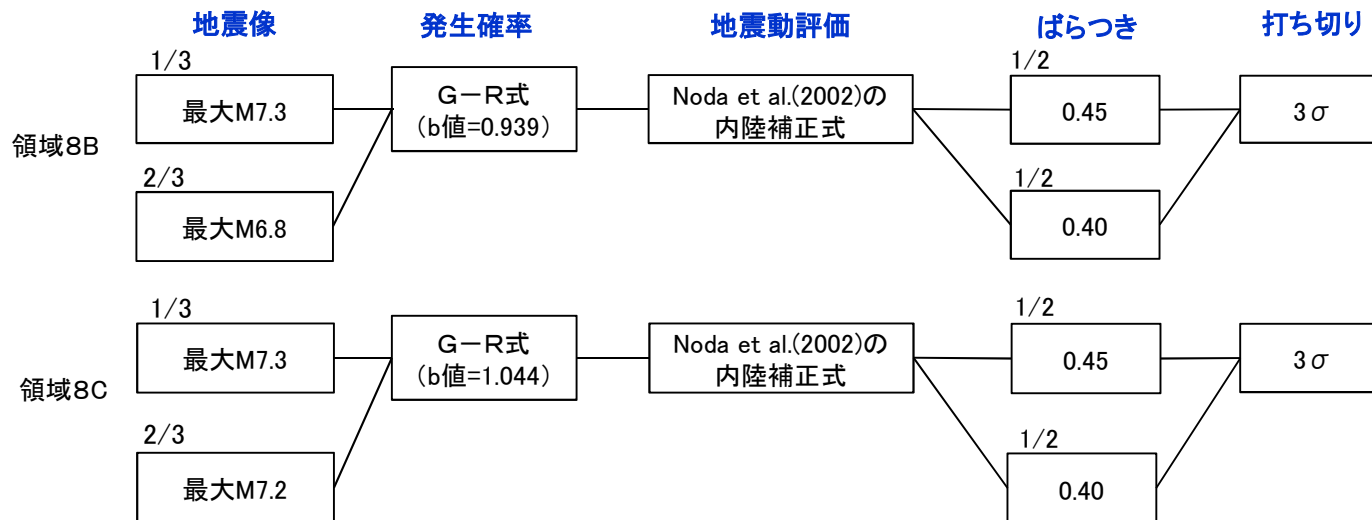 地震像
発生確率
地震動評価
ばらつき
打ち切り
領域8B
1/3
最大M7.3
2/3
最大M6.8
G－R式
(b値=0.939)
Noda et al.(2002)の
内陸補正式
1/2
0.45
1/2
0.40
3σ
領域8C
1/3
最大M7.3
2/3
最大M7.2
G－R式
(b値=1.044)
Noda et al.(2002)の
内陸補正式
1/2
0.45
1/2
0.40
3σ